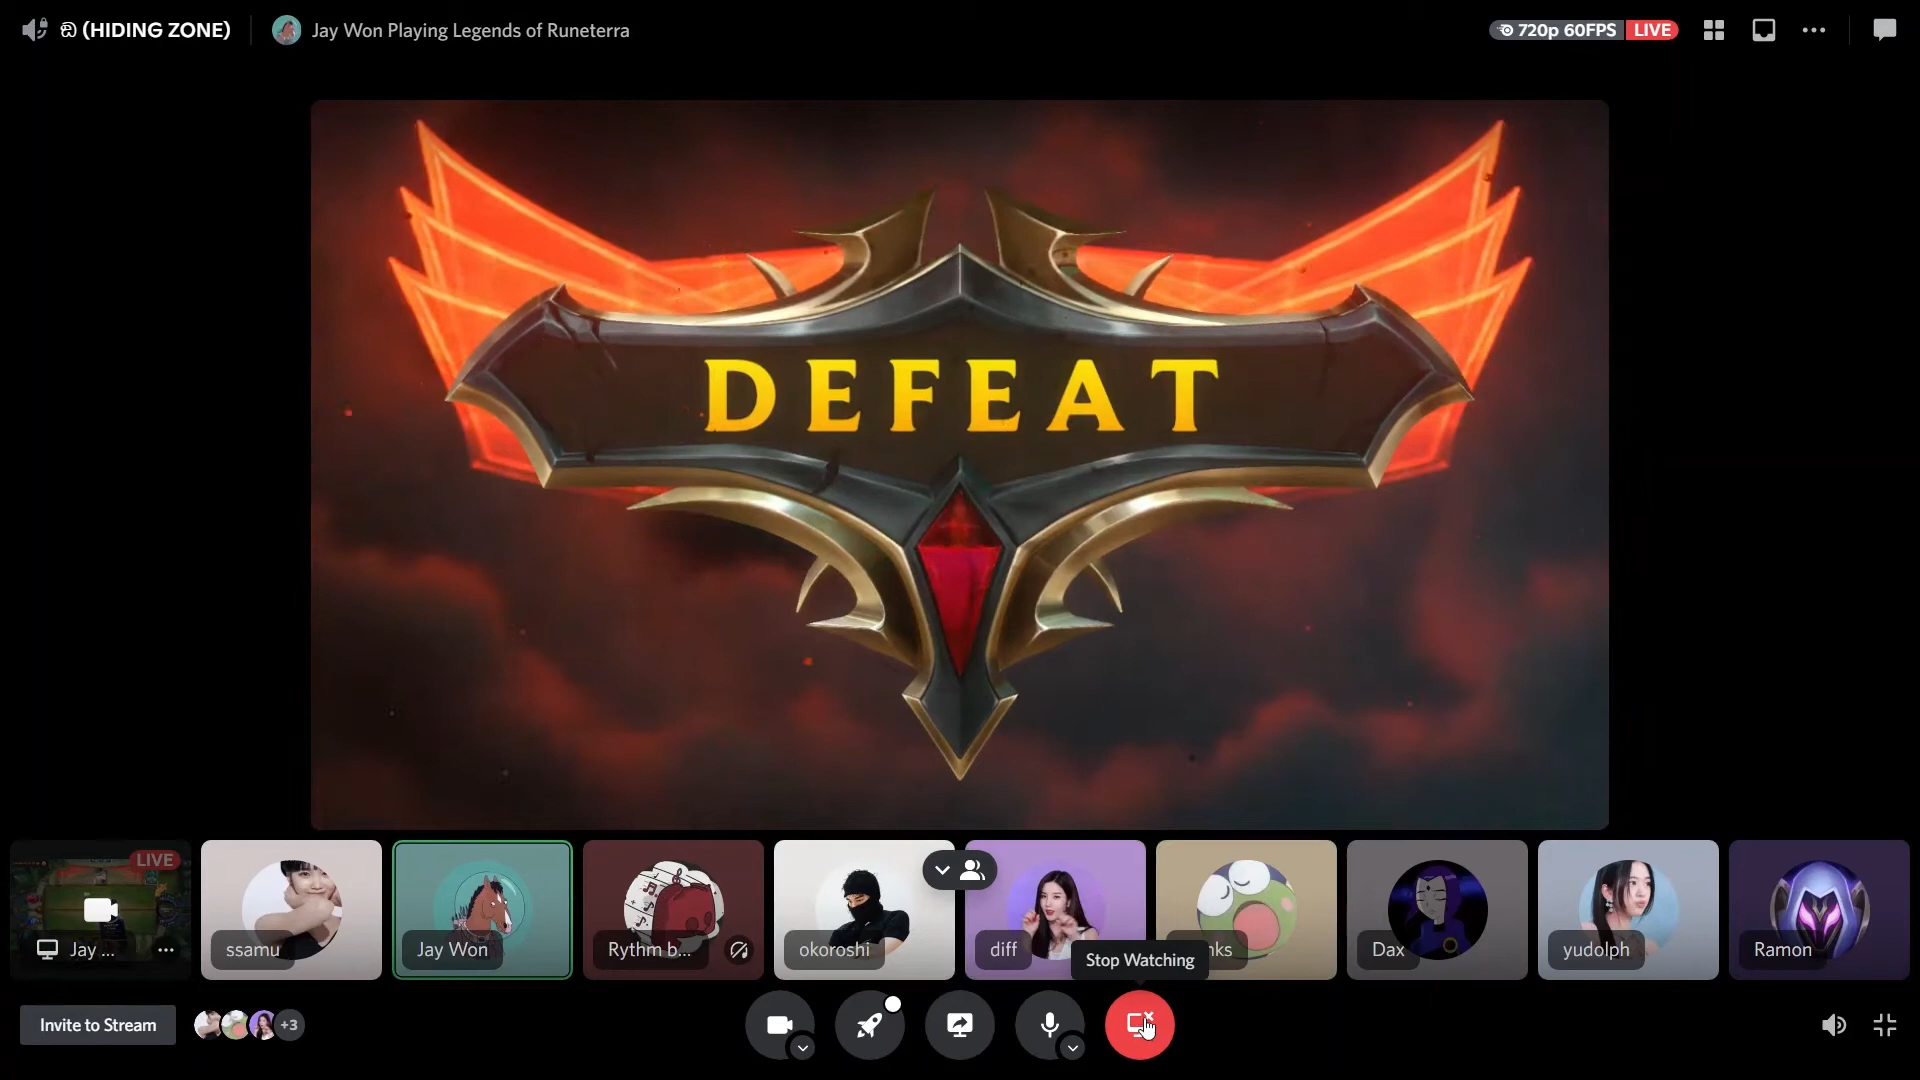 (HIDING ZONE)
Jay Won Playing Legends of Runeterra
720p 60FPS LIVE
DEFEAT
LIVE
Jay ...
ssamu
Jay Won
Rythm b...
okoroshi
diff
Dax
yudolph
Ramon
Stop Watching
Invite to Stream
+3